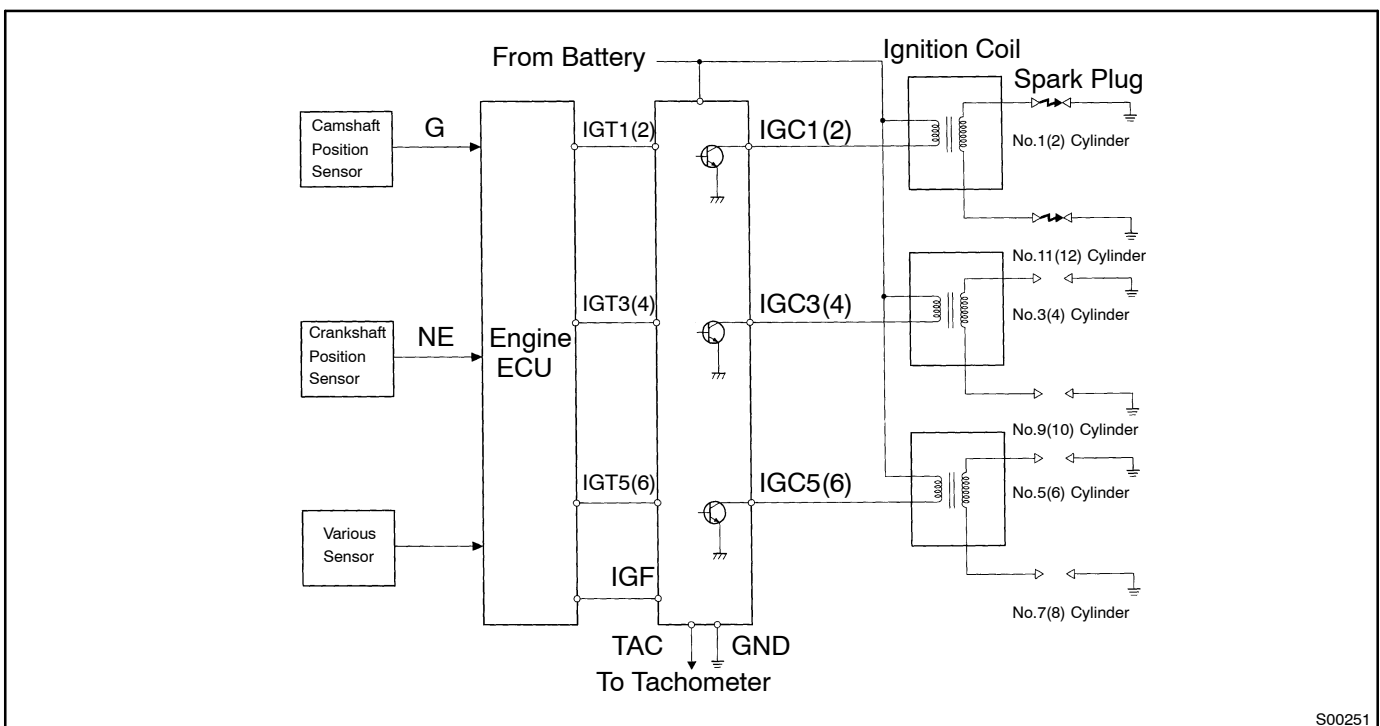 From Battery
Ignition Coil
Spark Plug
Camshaft
Position
Sensor
G
IGT1(2)
IGC1(2)
No.1(2) Cylinder
No.11(12) Cylinder
Crankshaft
Position
Sensor
NE
Engine
ECU
IGT3(4)
IGC3(4)
No.3(4) Cylinder
No.9(10) Cylinder
Various
Sensor
IGT5(6)
IGC5(6)
No.5(6) Cylinder
No.7(8) Cylinder
IGF
TAC
GND
To Tachometer
S00251